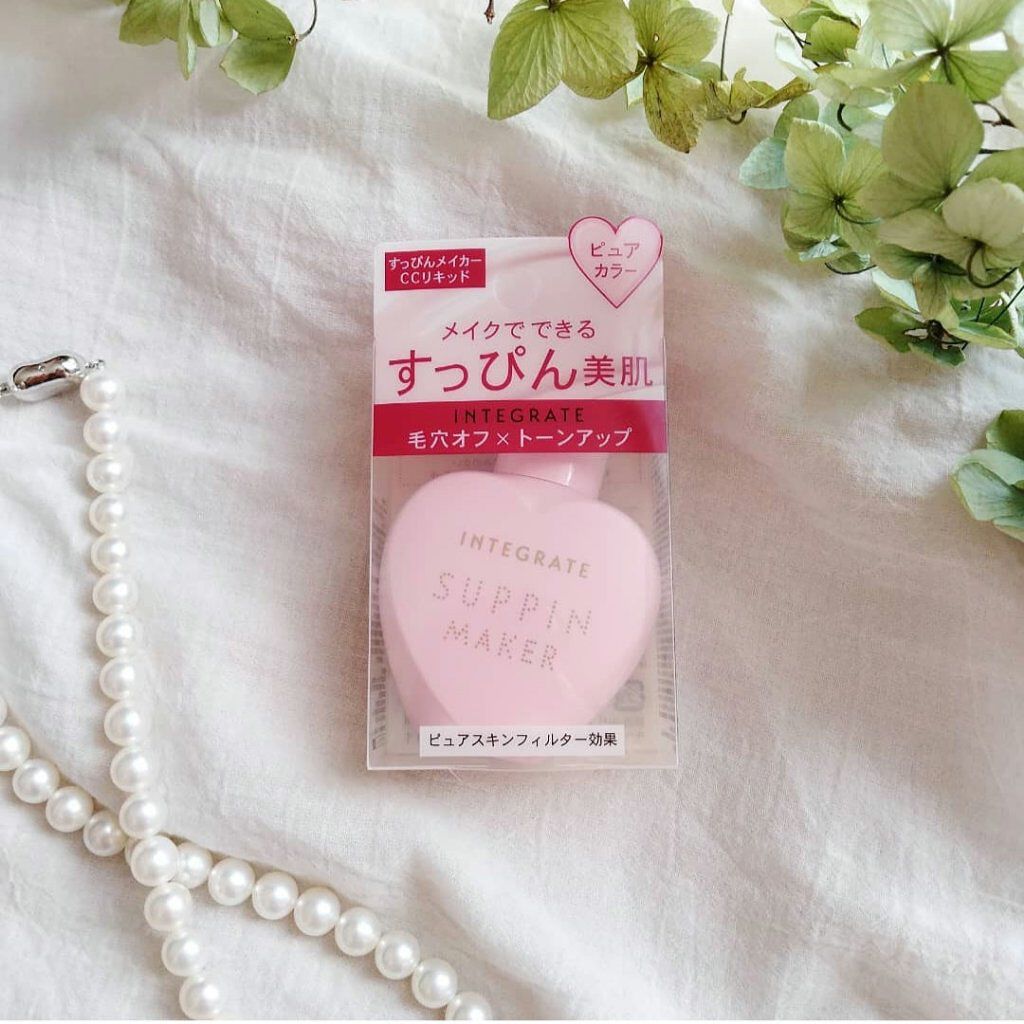 すっぴんメイカー
CCリキッド
ピュア
カラー
メイクで できる
すっぴん美肌
INTEGRATE
毛穴オフ×トーンアップ
INTEGRATE
SUPPIN
MAKER
ピュアスキンフィルター効果